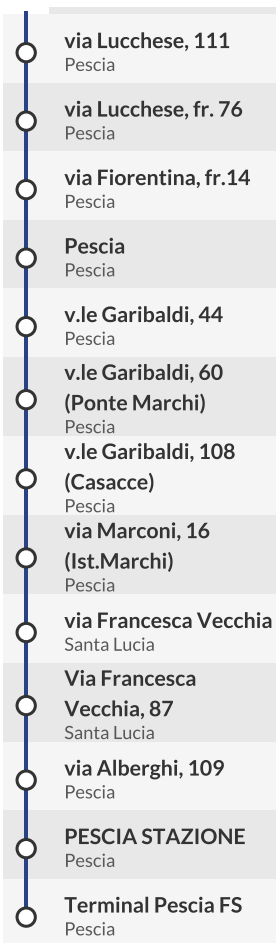 via Lucchese, 111
Pescia
via Lucchese, fr. 76
Pescia
via Fiorentina, fr.14
Pescia
Pescia
Pescia
v.le Garibaldi, 44
Pescia
v.le Garibaldi, 60
(Ponte Marchi)
Pescia
v.le Garibaldi, 108
(Casacce)
Pescia
via Marconi, 16
(Ist.Marchi)
Pescia
via Francesca Vecchia
Santa Lucia
Via Francesca
Vecchia, 87
Santa Lucia
via Alberghi, 109
Pescia
PESCIA STAZIONE
Pescia
Terminal Pescia FS
Pescia